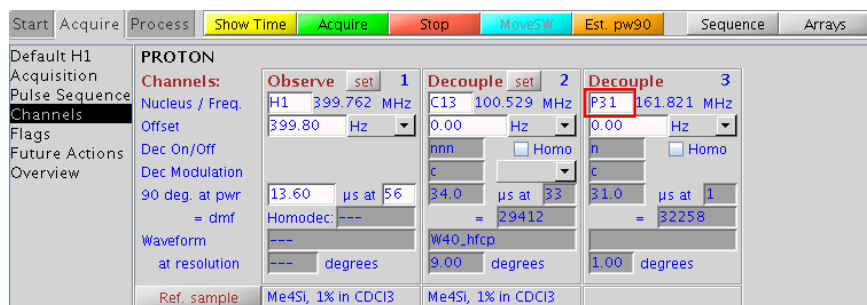 Start Acquire Process Show Time Acquire Stop MoveSW Est. pw90 Sequence Arrays
Default H1
Acquisition
Pulse Sequence
Channels
Flags
Future Actions
Overview
PROTON
Channels: Observe set 1 Decouple set 2 Decouple 3
Nucleus / Freq. H1 399.762 MHz C13 100.529 MHz P31 161.821 MHz
Offset 399.80 Hz 0.00 Hz 0.00 Hz
Dec On/Off nnn Homo n Homo
Dec Modulation c c
90 deg. at pwr 13.60 µs at 56 34.0 µs at 33 31.0 µs at 1
= dmf Homodec: --- = 29412 = 32258
Waveform --- W40_hfcp
at resolution --- degrees 9.00 degrees 1.00 degrees
Ref. sample Me4Si, 1% in CDCl3 Me4Si, 1% in CDCl3